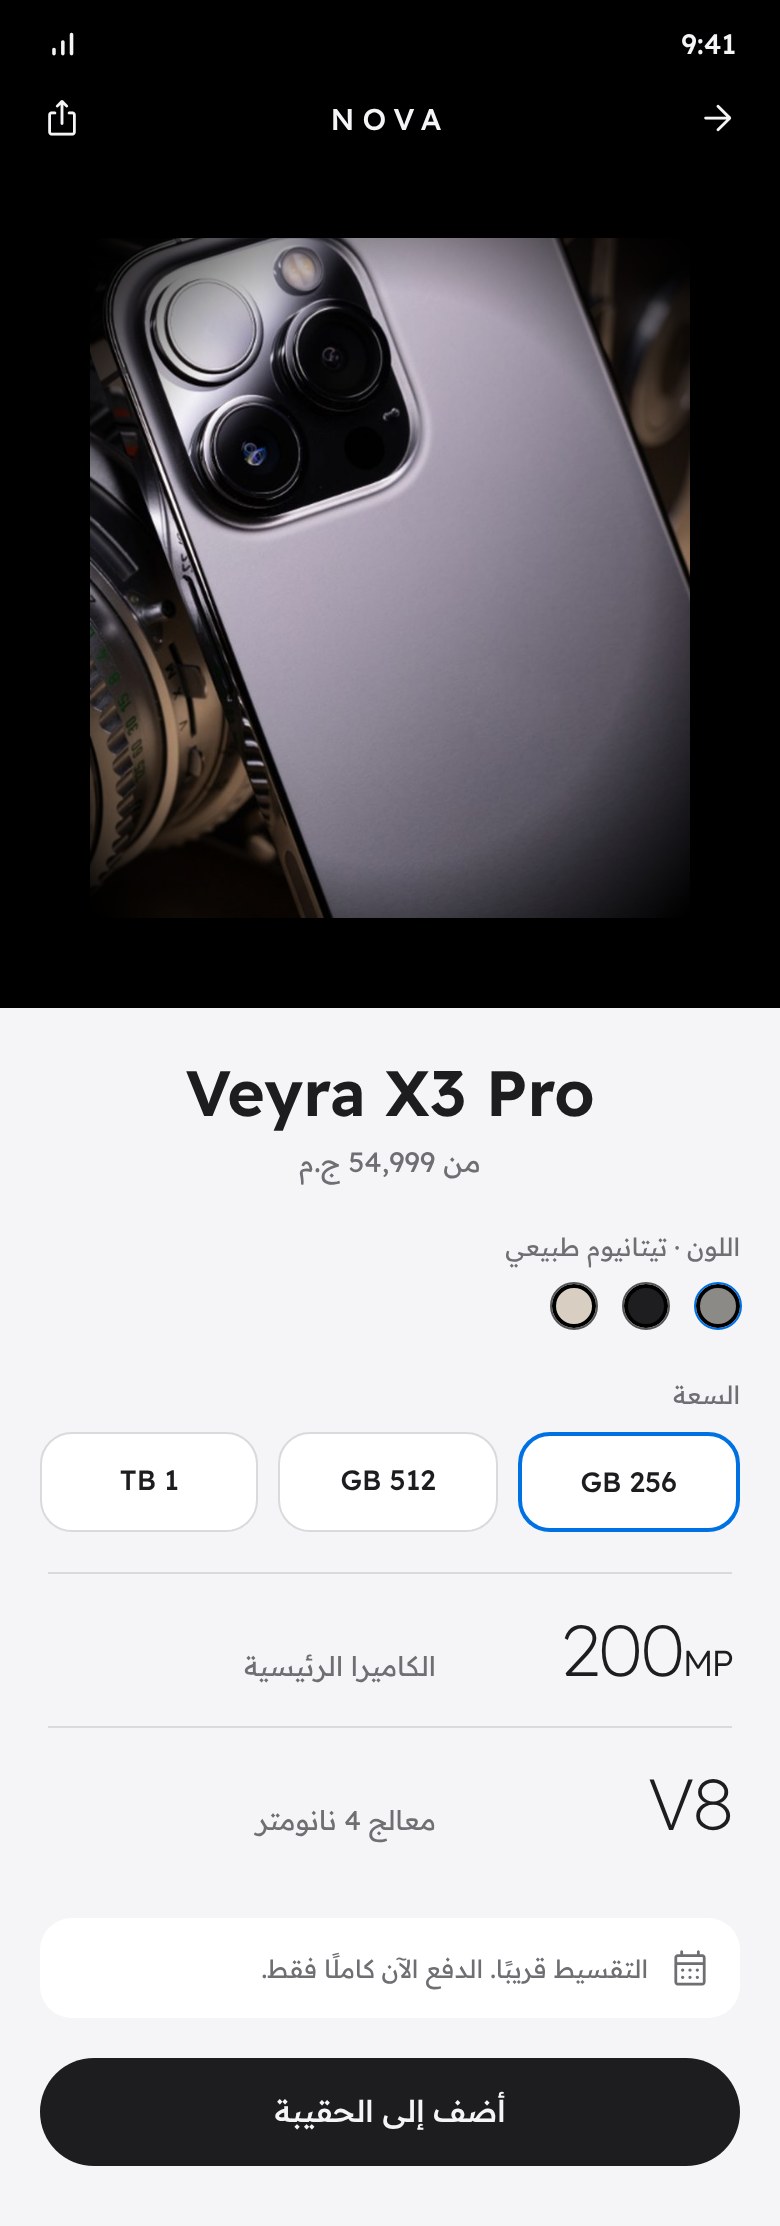 9:41
NOVA
Veyra X3 Pro
من 54,999 ج.م
اللون · تيتانيوم طبيعي
السعة
GB 256
GB 512
TB 1
200MP
الكاميرا الرئيسية
V8
معالج 4 نانومتر
التقسيط قريبًا. الدفع الآن كاملًا فقط.
أضف إلى الحقيبة